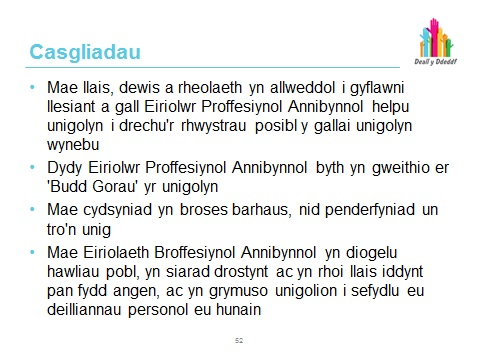 Casgliadau
Deall y Ddeddf
• Mae llais, dewis a rheolaeth yn allweddol i gyflawni
llesiant a gall Eiriolwr Proffesiynol Annibynnol helpu
unigolyn i drechu'r rhwystrau posibl y gallai unigolyn
wynebu
• Dydy Eiriolwr Proffesiynol Annibynnol byth yn gweithio er
'Budd Gorau' yr unigolyn
• Mae cydsyniad yn broses barhaus, nid penderfyniad un
tro'n unig
• Mae Eiriolaeth Broffesiynol Annibynnol yn diogelu
hawliau pobl, yn siarad drostynt ac yn rhoi llais iddynt
pan fydd angen, ac yn grymuso unigolion i sefydlu eu
deilliannau personol eu hunain
52